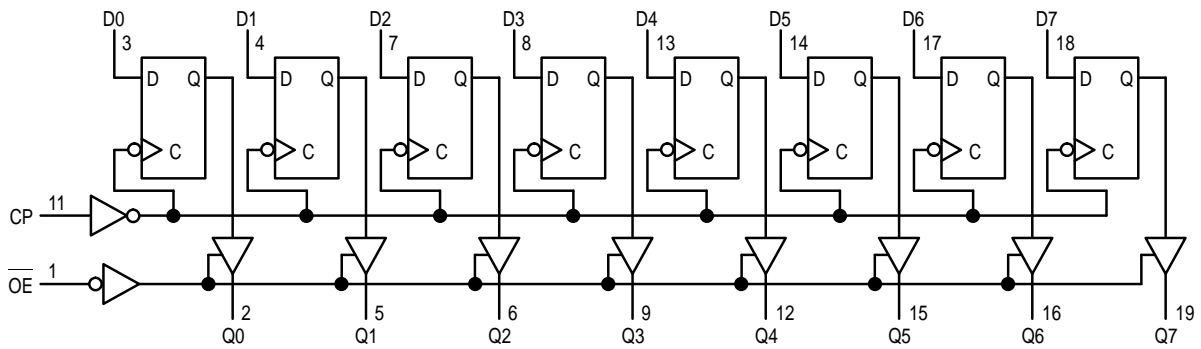 D0 D1 D2 D3 D4 D5 D6 D7
3 4 7 8 13 14 17 18
D Q D Q D Q D Q D Q D Q D Q D Q
C C C C C C C C
CP 11
OE 1
2 5 6 9 12 15 16 19
Q0 Q1 Q2 Q3 Q4 Q5 Q6 Q7